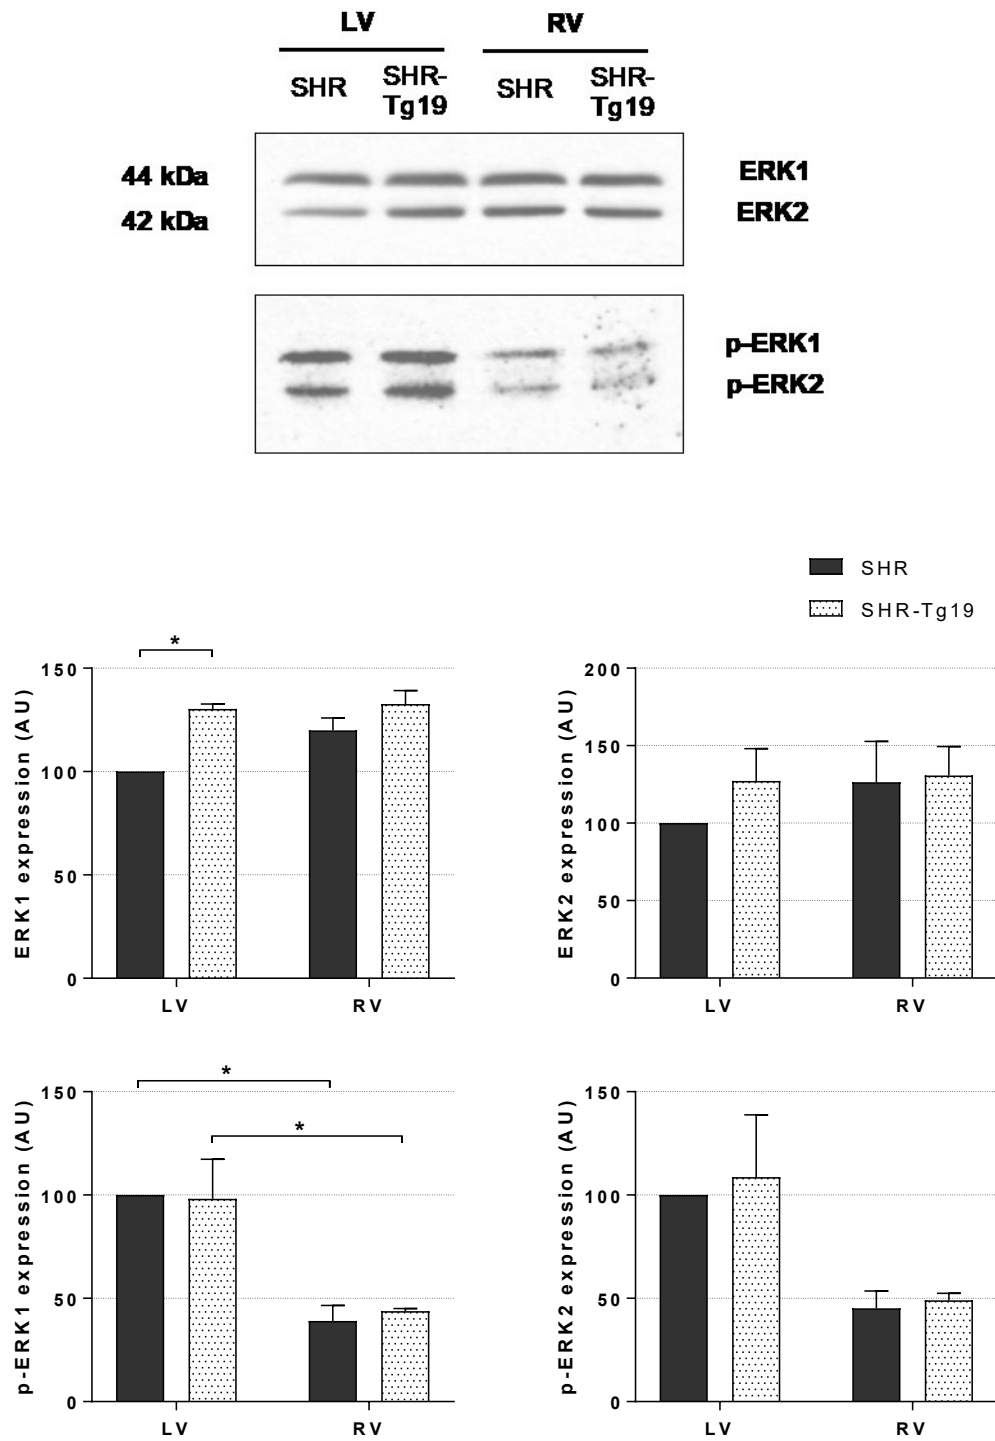 LV RV
SHR SHR-Tg19 SHR SHR-Tg19
44 kDa ERK1
42 kDa ERK2
p-ERK1
p-ERK2
SHR
SHR-Tg19
ERK1 expression (AU)
*
150
100
50
0
LV RV
ERK2 expression (AU)
200
150
100
50
0
LV RV
p-ERK1 expression (AU)
*
*
150
100
50
0
LV RV
p-ERK2 expression (AU)
150
100
50
0
LV RV